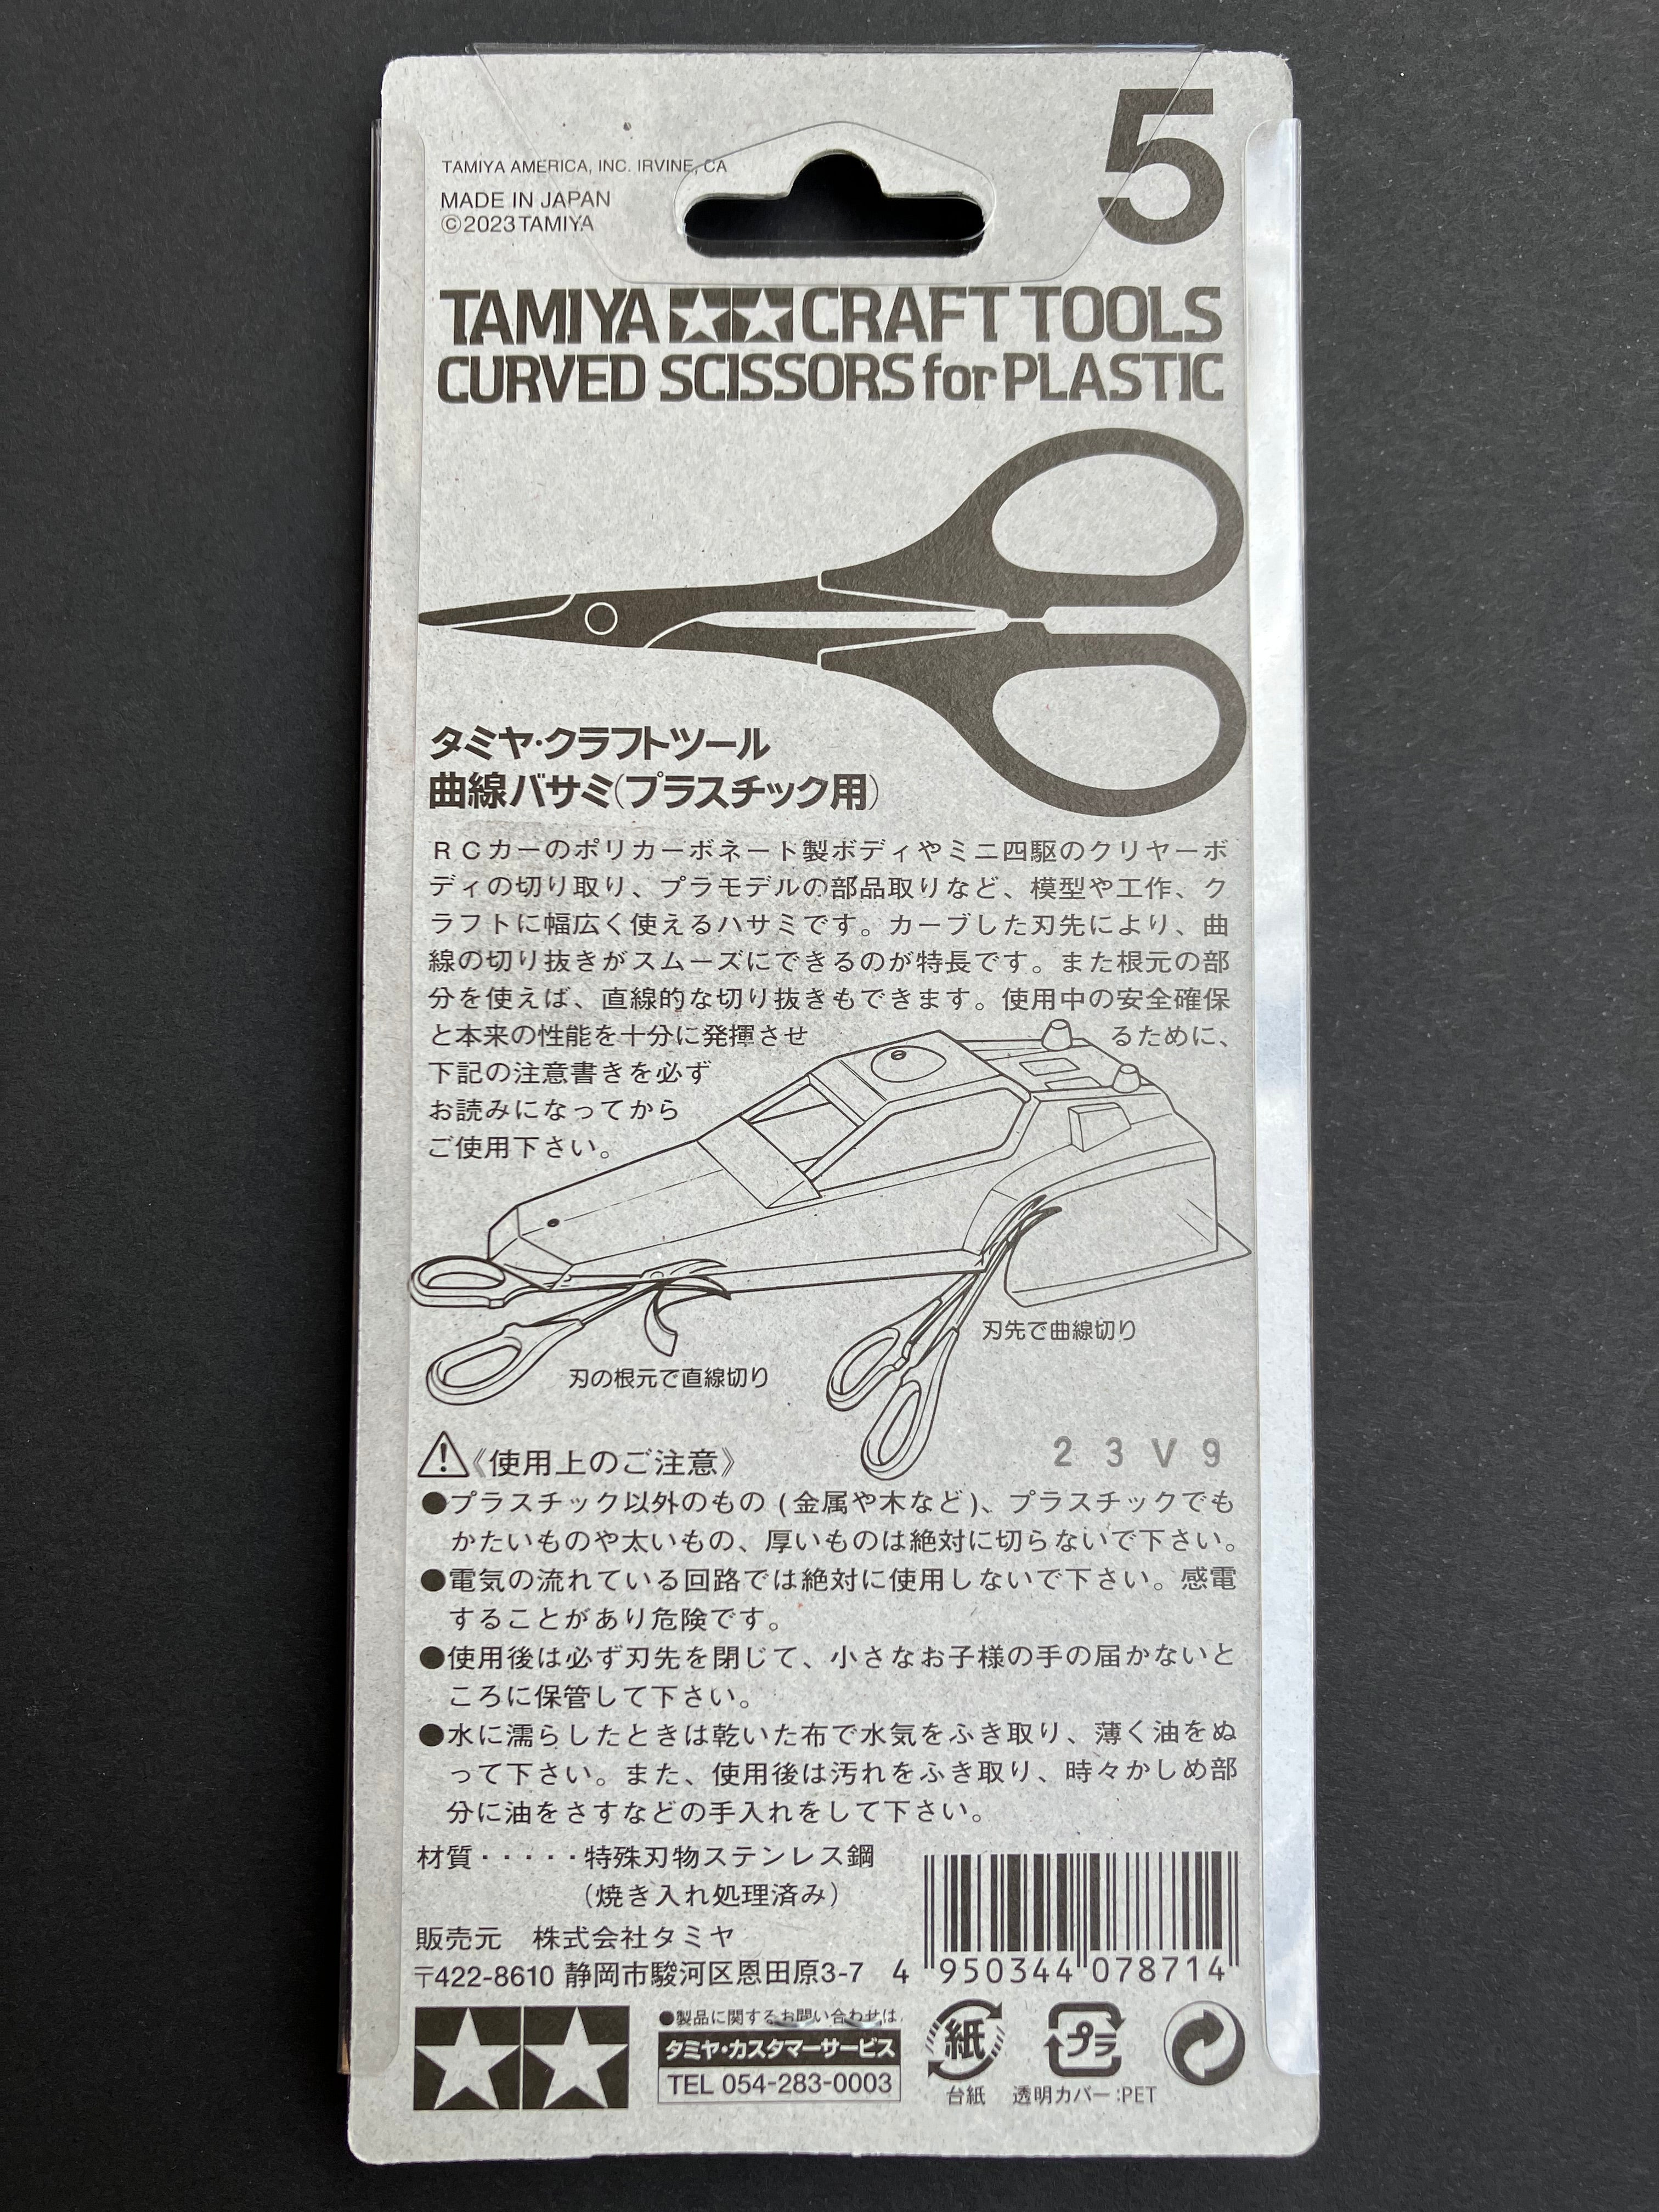 5
TAMIYA AMERICA, INC. IRVINE, CA
MADE IN JAPAN
©2023TAMIYA
TAMIYA CRAFT TOOLS
CURVED SCISSORS for PLASTIC
タミヤ・クラフトツール
曲線バサミ(プラスチック用)
RCカーのポリカーボネート製ボディやミニ四駆のクリヤーボ
ディの切り取り、プラモデルの部品取りなど、模型や工作、ク
ラフトに幅広く使えるハサミです。カーブした刃先により、曲
線の切り抜きがスムーズにできるのが特長です。また根元の部
分を使えば、直線的な切り抜きもできます。使用中の安全確保
と本来の性能を十分に発揮させるために、
下記の注意書きを必ず
お読みになってから
ご使用下さい。
刃先で曲線切り
刃の根元で直線切り
23V9
《使用上のご注意》
●プラスチック以外のもの(金属や木など)、プラスチックでも
かたいものや太いもの、厚いものは絶対に切らないで下さい。
●電気の流れている回路では絶対に使用しないで下さい。感電
することがあり危険です。
●使用後は必ず刃先を閉じて、小さなお子様の手の届かないと
ころに保管して下さい。
●水に濡らしたときは乾いた布で水気をふき取り、薄く油をぬ
って下さい。また、使用後は汚れをふき取り、時々かしめ部
分に油をさすなどの手入れをして下さい。
材質・・・・・特殊刃物ステンレス鋼
(焼き入れ処理済み)
販売元 株式会社タミヤ
〒422-8610 静岡市駿河区恩田原3-7
4 950344 078714
●製品に関するお問い合わせは、
タミヤ・カスタマーサービス
TEL 054-283-0003
紙
台紙
プラ
透明カバー:PET